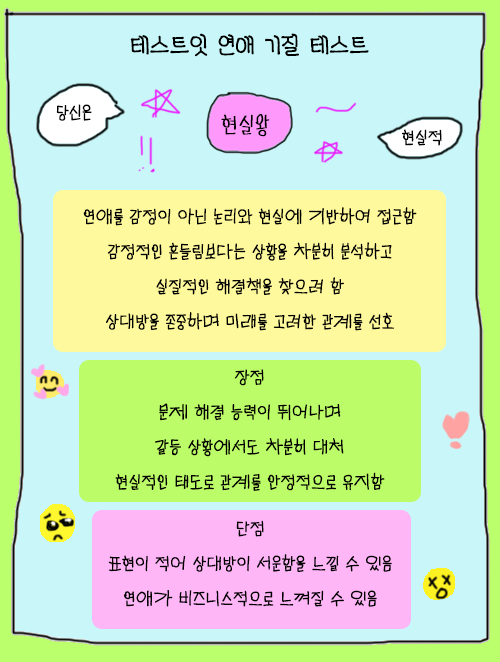 테스트잇 연애 기질 테스트
당신은
현실왕
현실적
!!
연애를 감정이 아닌 논리와 현실에 기반하여 접근함
감정적인 흔들림보다는 상황을 차분히 분석하고
실질적인 해결책을 찾으려 함
상대방을 존중하며 미래를 고려한 관계를 선호
장점
문제 해결 능력이 뛰어나며
갈등 상황에서도 차분히 대처
현실적인 태도로 관계를 안정적으로 유지함
단점
표현이 적어 상대방이 서운함을 느낄 수 있음
연애가 비즈니스적으로 느껴질 수 있음